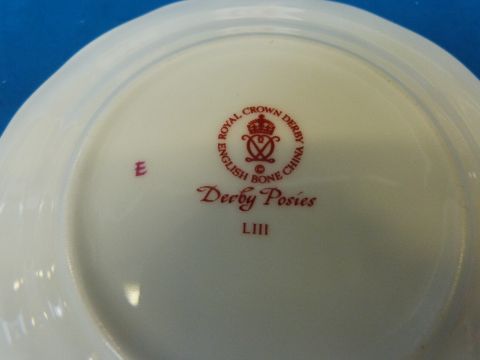 ROYAL CROWN DERBY
ENGLISH BONE CHINA
©
E
Derby Posies
LIII